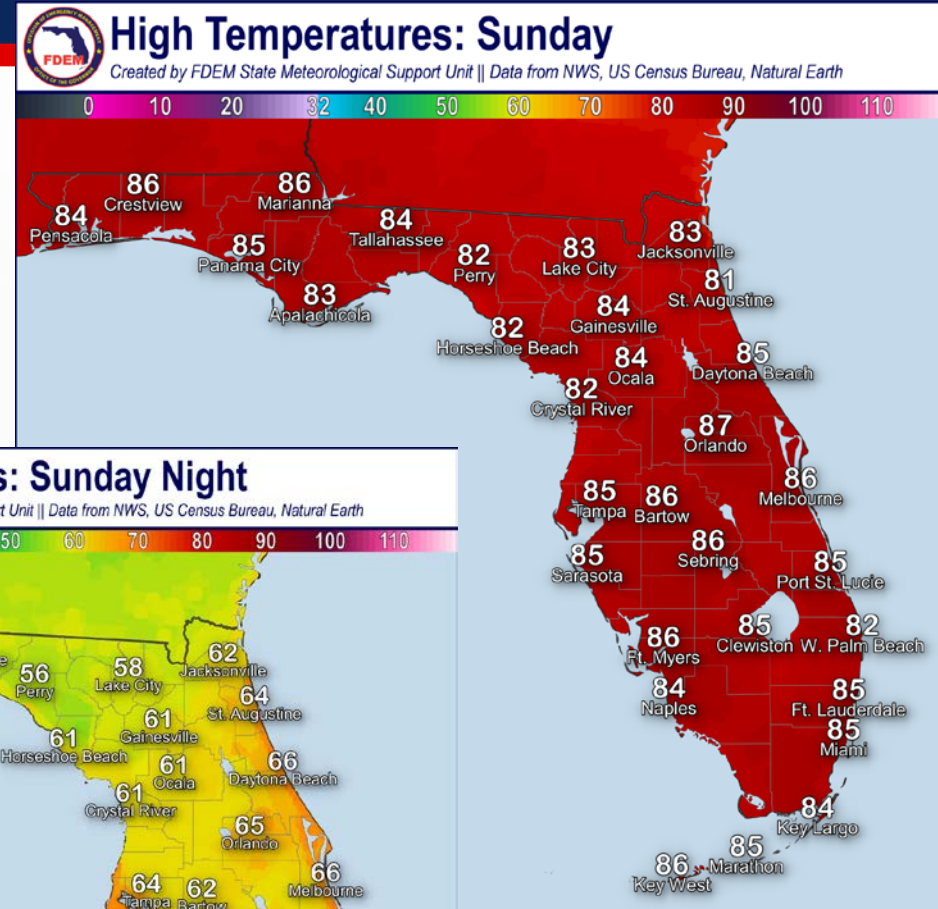 FDEM
High Temperatures: Sunday
Created by FDEM State Meteorological Support Unit || Data from NWS, US Census Bureau, Natural Earth
0 10 20 32 40 50 60 70 80 90 100 110
86
Crestview
86
Marianna
84
Pensacola
84
Tallahassee
85
Panama City
82
Perry
83
Lake City
83
Jacksonville
83
Apalachicola
81
St. Augustine
84
Gainesville
82
Horseshoe Beach
84
Ocala
85
Daytona Beach
82
Crystal River
87
Orlando
86
Melbourne
85
Tampa
86
Bartow
85
Sarasota
86
Sebring
85
Port St. Lucie
86
Ft. Myers
85
Clewiston
82
W. Palm Beach
84
Naples
85
Ft. Lauderdale
85
Miami
84
Key Largo
85
Marathon
86
Key West
s: Sunday Night
rt Unit || Data from NWS, US Census Bureau, Natural Earth
50 60 70 80 90 100 110
e
56
Perry
58
Lake City
62
Jacksonville
64
St. Augustine
61
Gainesville
61
Horseshoe Beach
61
Ocala
66
Daytona Beach
61
Crystal River
65
Orlando
66
Melbourne
64
Tampa
62
Bartow